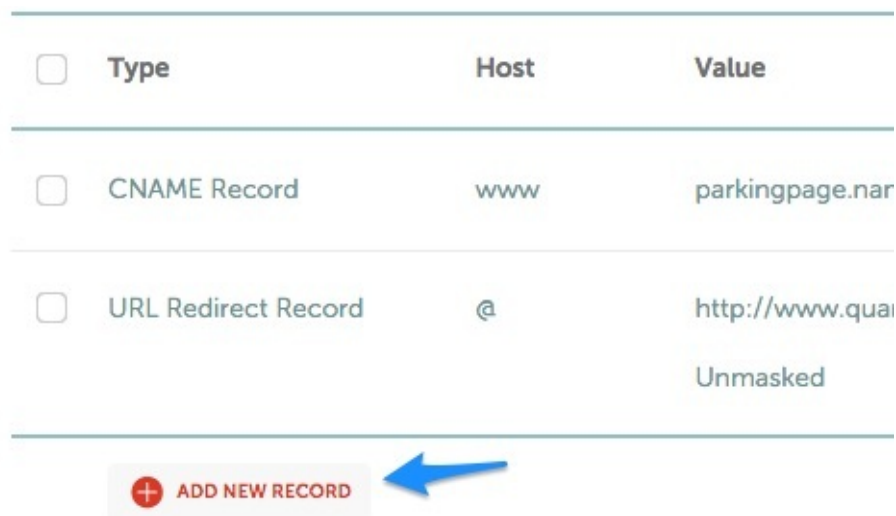 Type Host Value
CNAME Record www parkingpage.nar
URL Redirect Record @ http://www.quar
Unmasked
ADD NEW RECORD